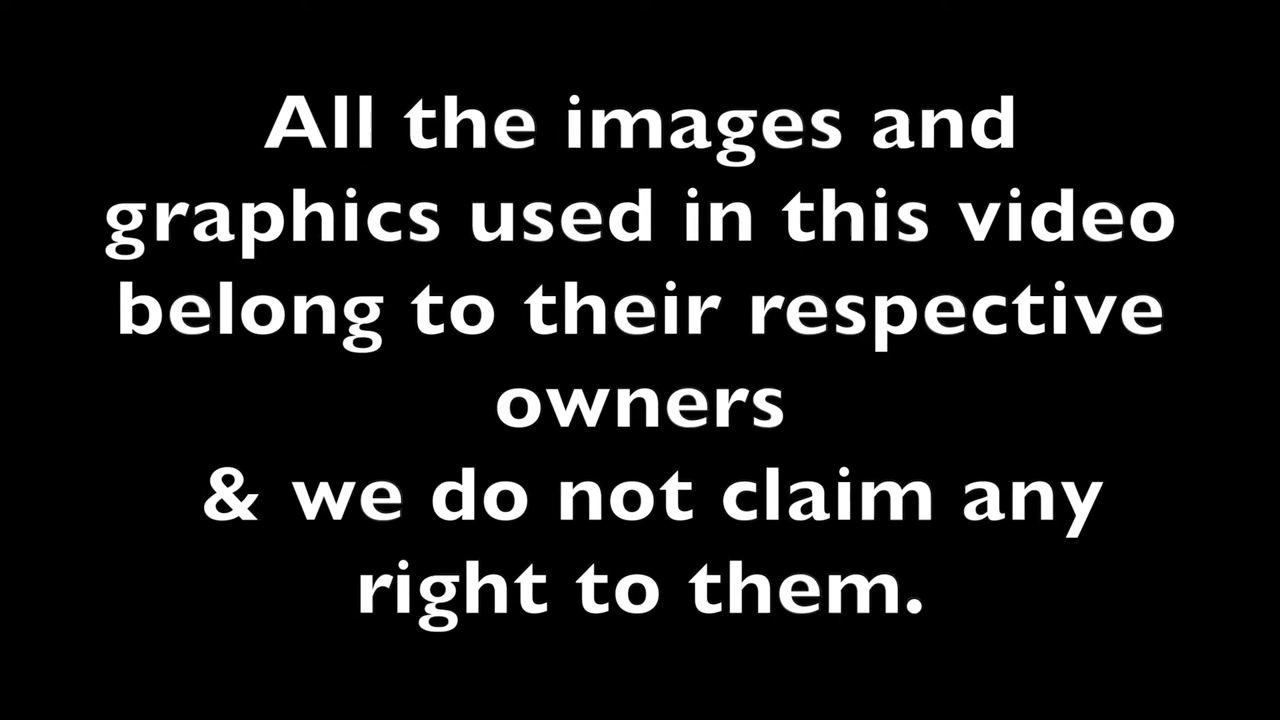 All the images and
graphics used in this video
belong to their respective
owners
& we do not claim any
right to them.